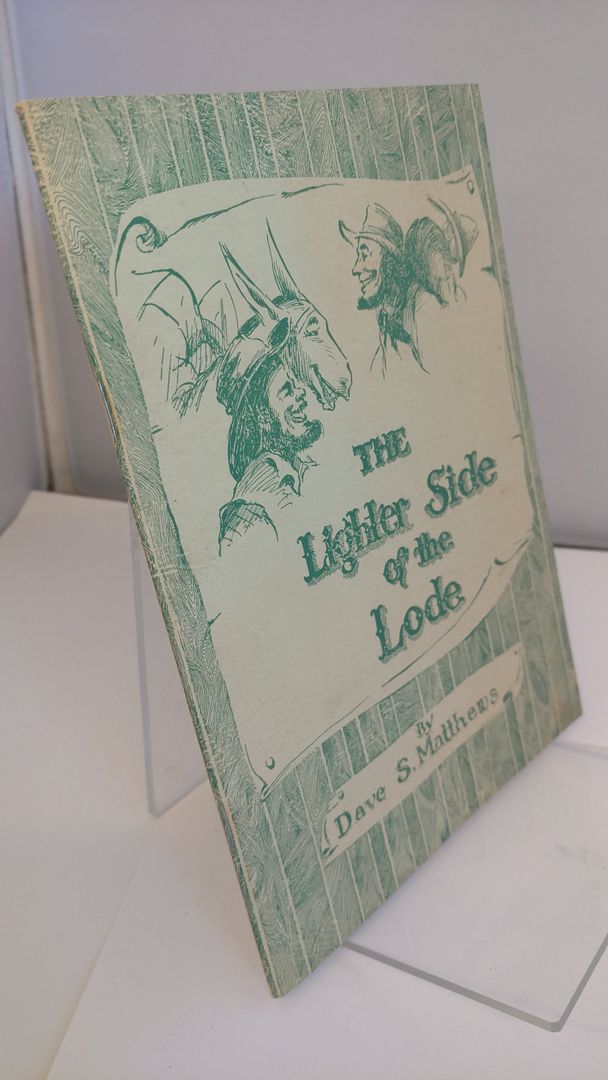 THE
Lighter Side
of the
Lode
By
Dave S. Matthews